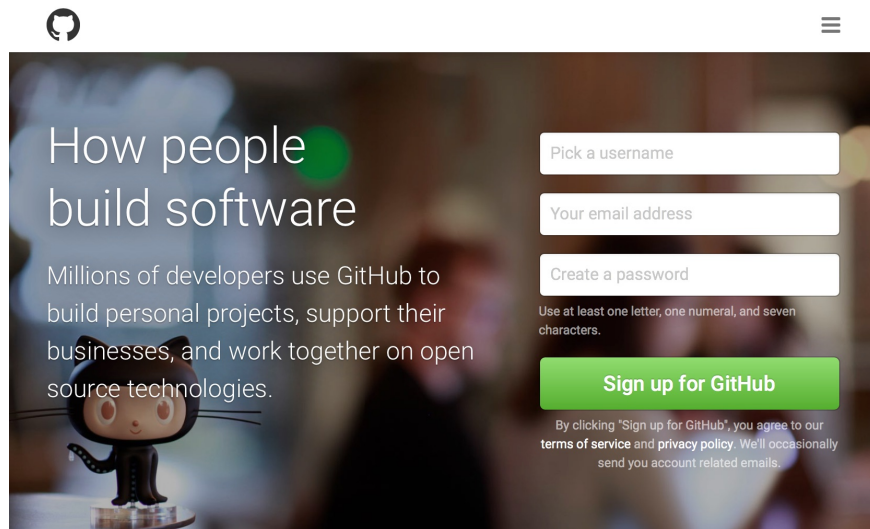 How people
build software
Millions of developers use GitHub to
build personal projects, support their
businesses, and work together on open
source technologies.
Pick a username
Your email address
Create a password
Use at least one letter, one numeral, and seven
characters.
Sign up for GitHub
By clicking "Sign up for GitHub", you agree to our
terms of service and privacy policy. We'll occasionally
send you account related emails.